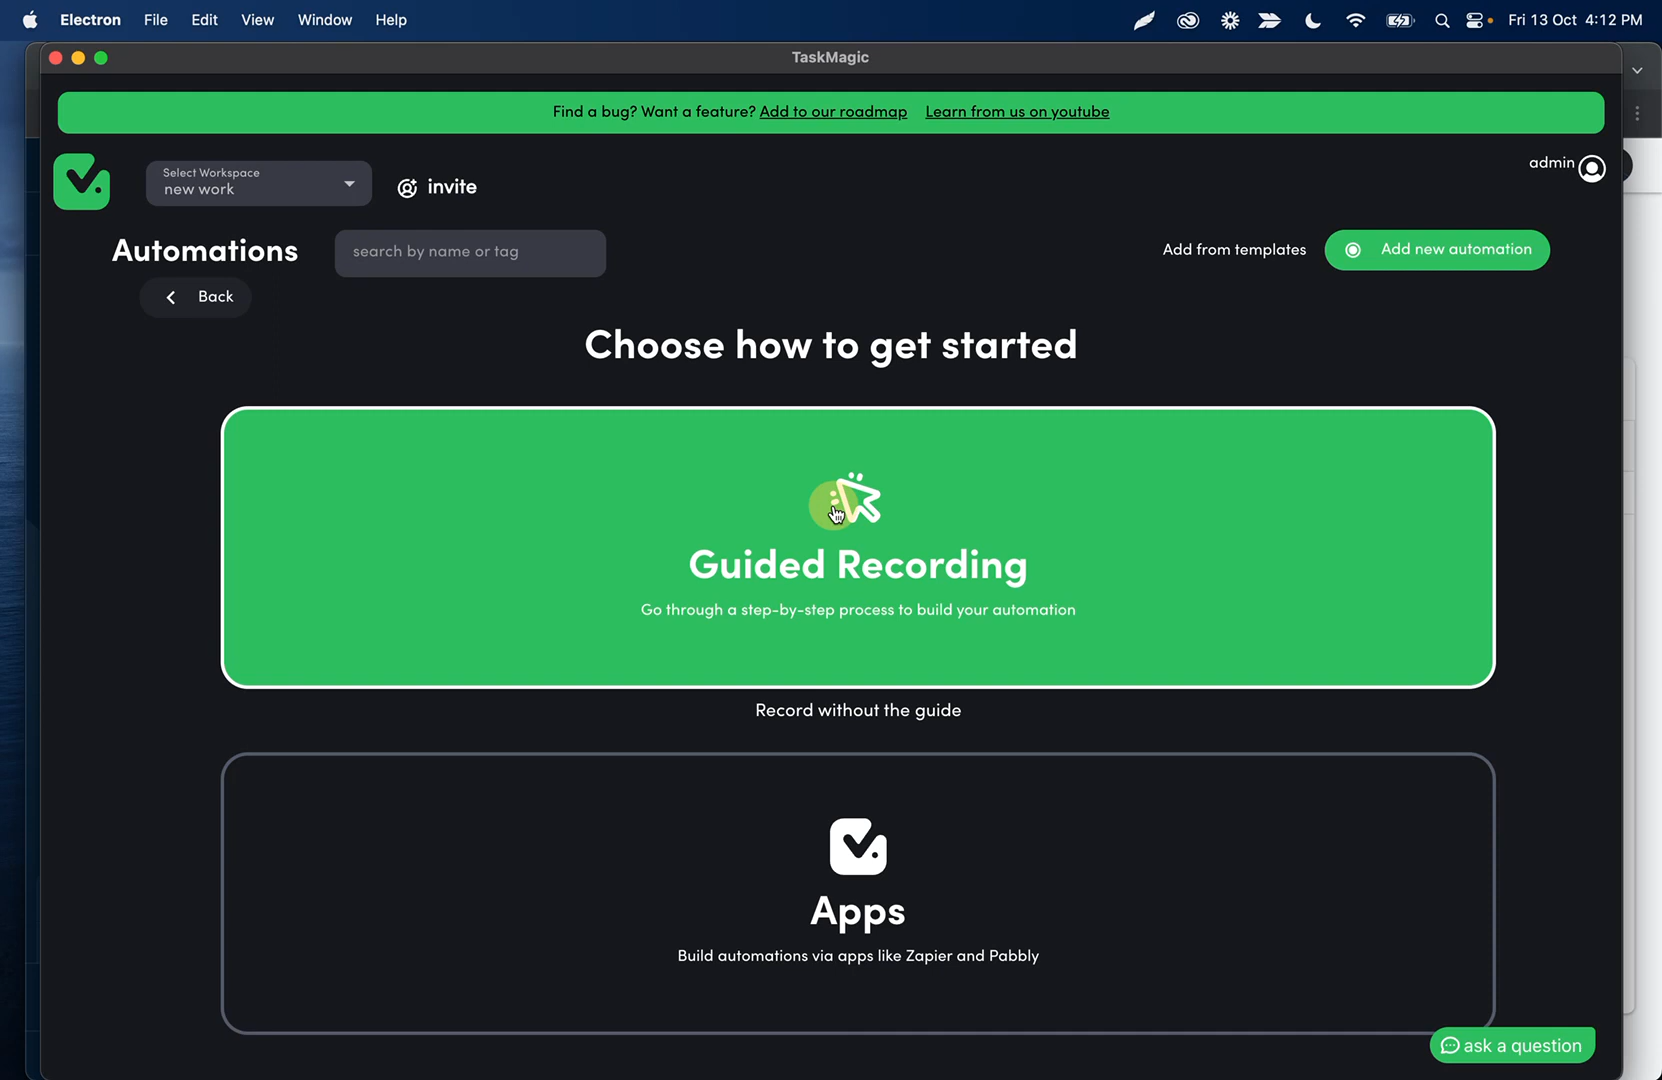 Electron File Edit View Window Help Fri 13 Oct 4:12 PM
TaskMagic
Find a bug? Want a feature? Add to our roadmap Learn from us on youtube
Select Workspace
new work
invite
admin
Automations
search by name or tag
Add from templates
Add new automation
Back
Choose how to get started
Guided Recording
Go through a step-by-step process to build your automation
Record without the guide
Apps
Build automations via apps like Zapier and Pabbly
ask a question